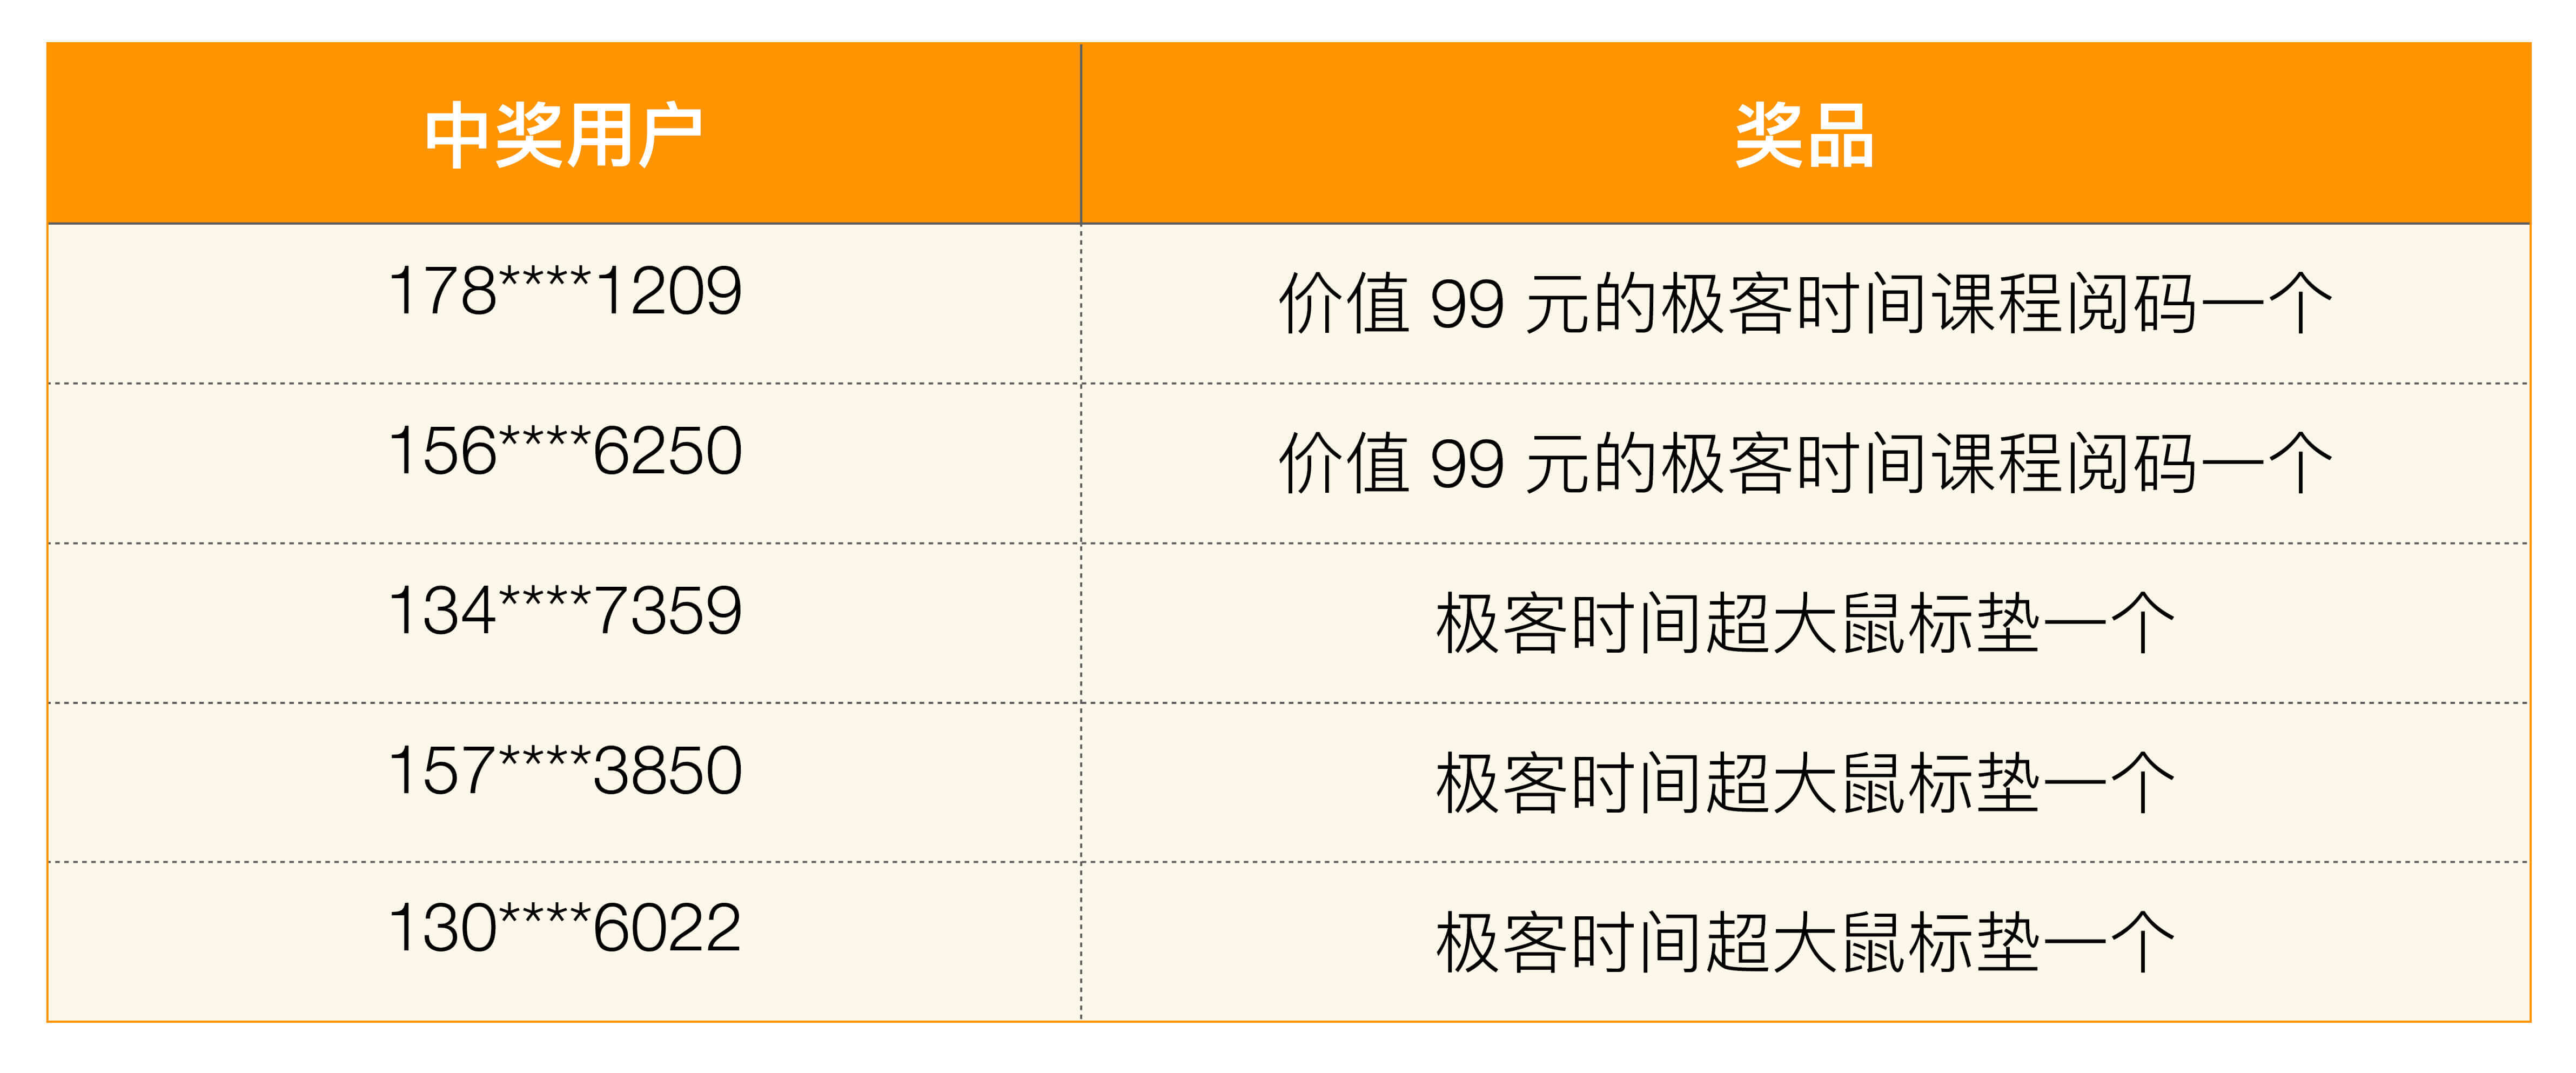 中奖用户 奖品
178****1209 价值 99 元的极客时间课程阅码一个
156****6250 价值 99 元的极客时间课程阅码一个
134****7359 极客时间超大鼠标垫一个
157****3850 极客时间超大鼠标垫一个
130****6022 极客时间超大鼠标垫一个